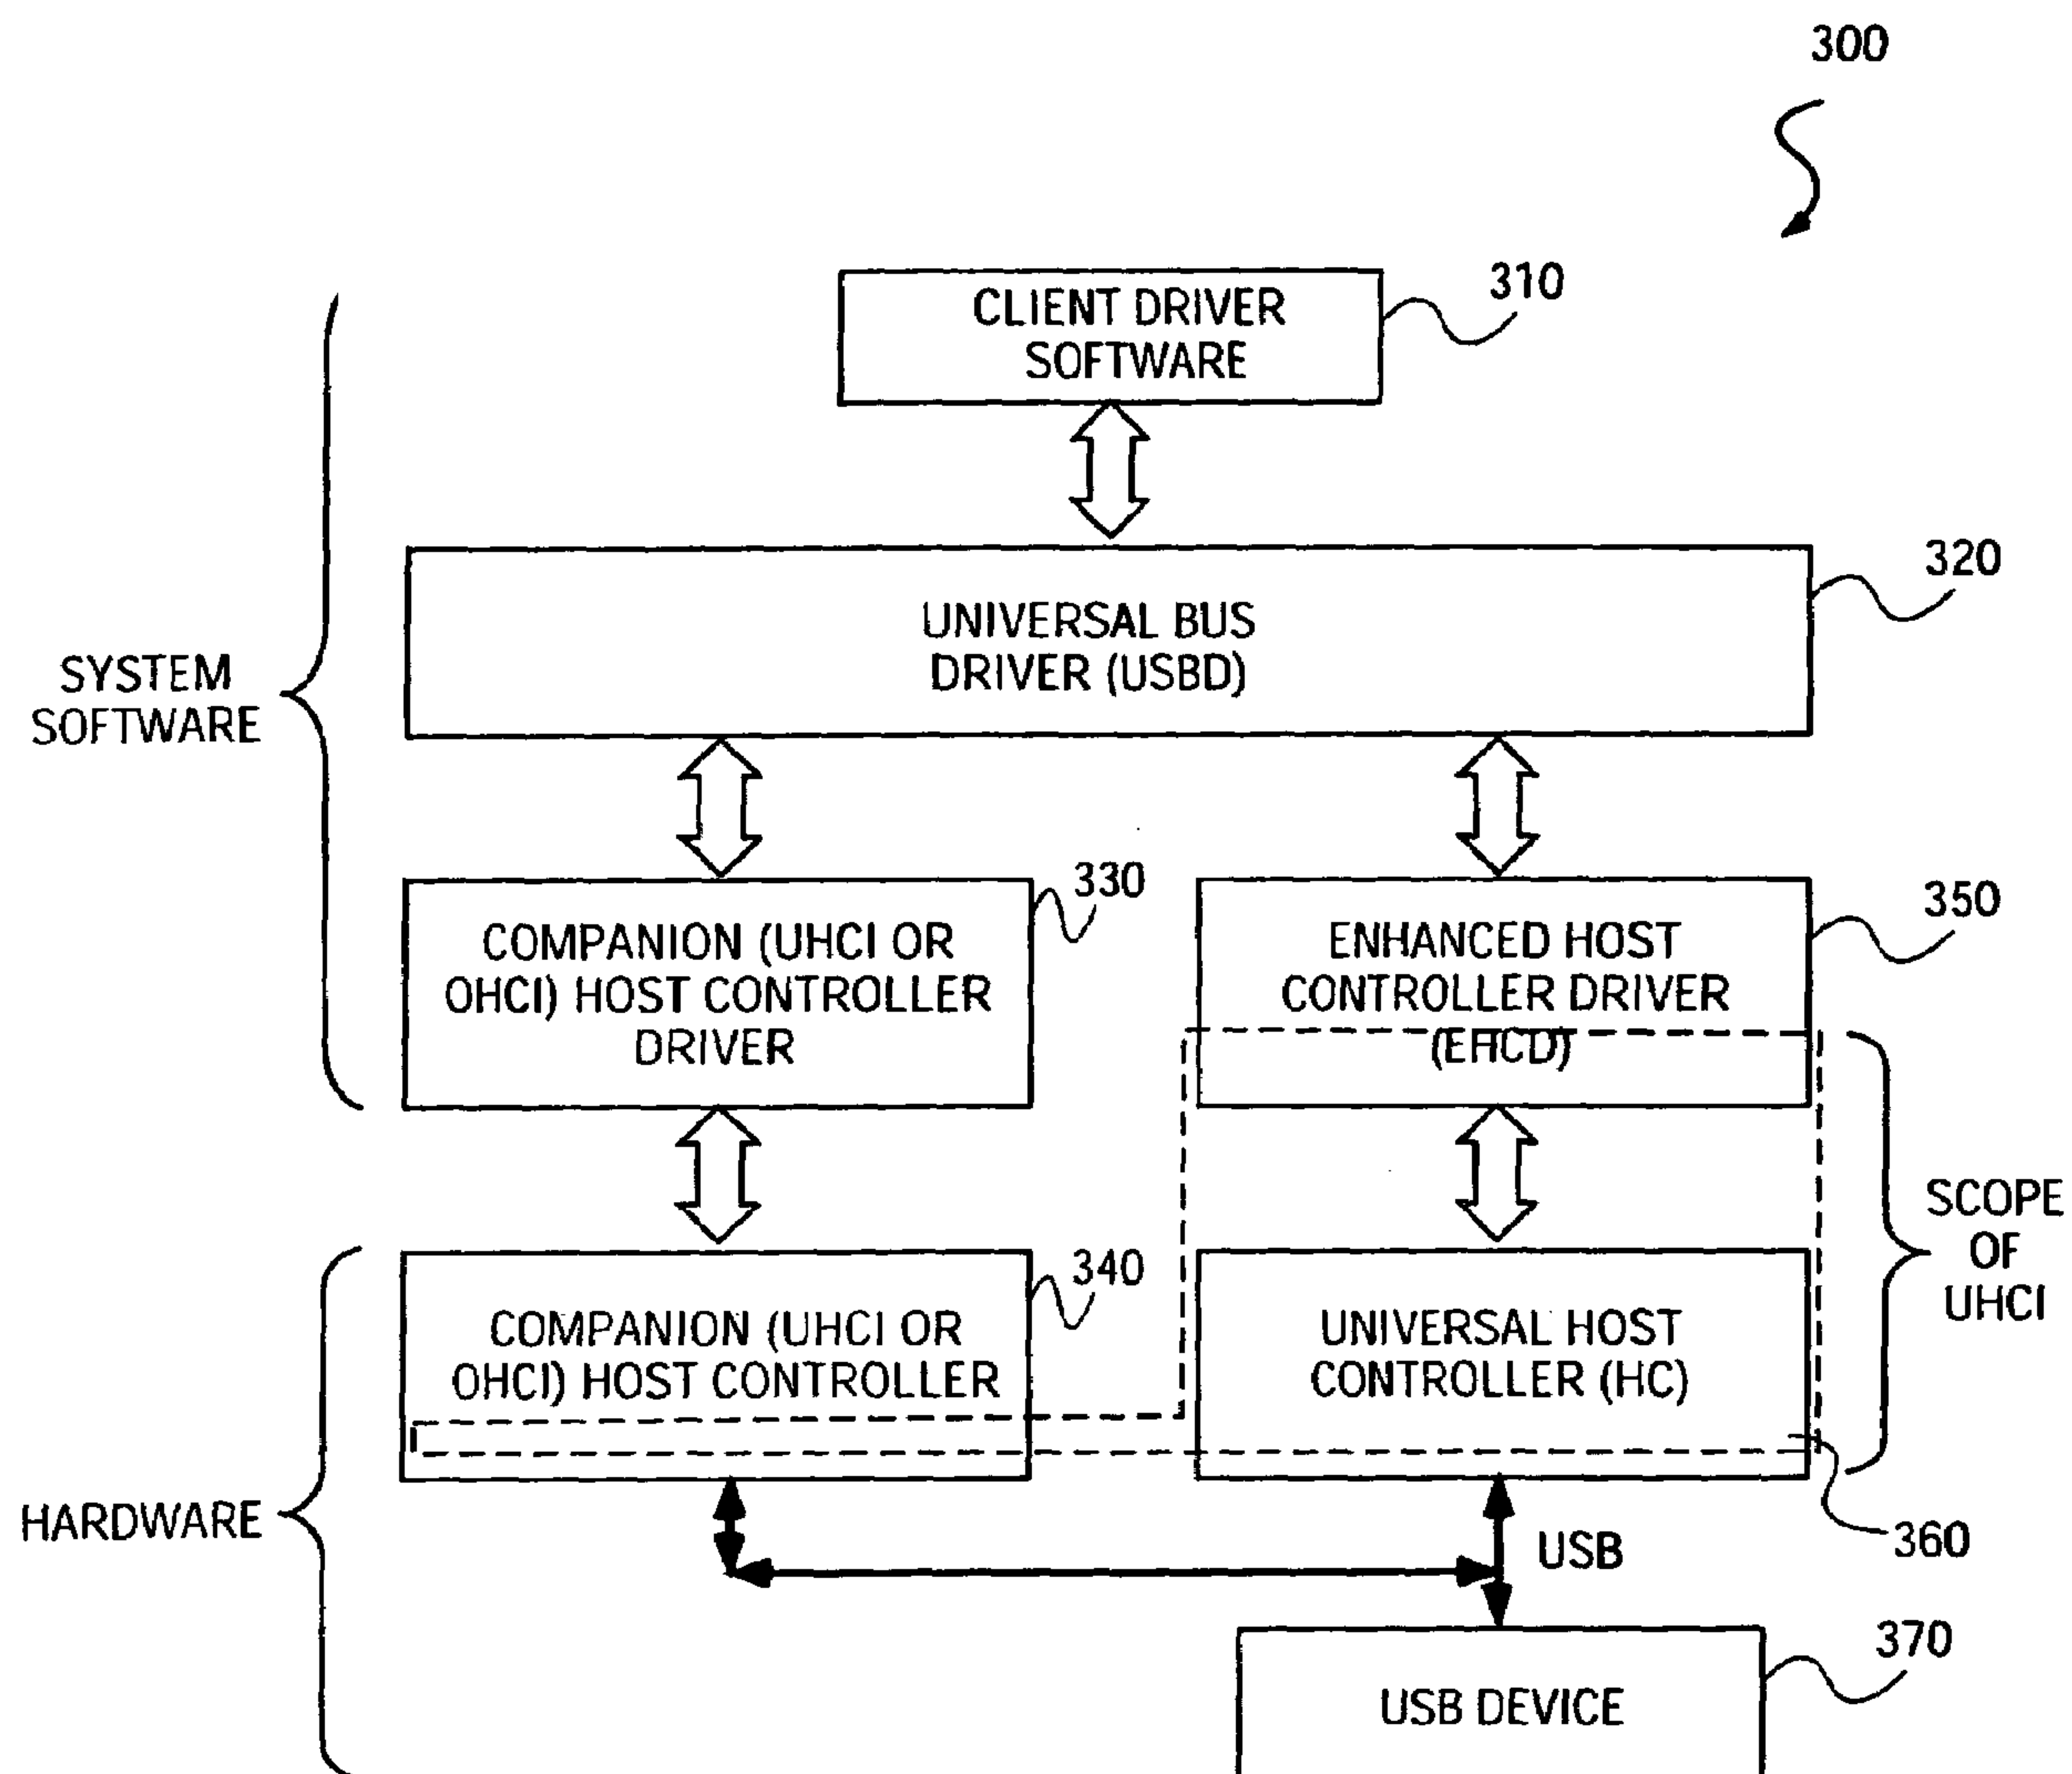 300
CLIENT DRIVER
SOFTWARE
310
UNIVERSAL BUS
DRIVER (USBD)
320
SYSTEM
SOFTWARE
COMPANION (UHCI OR
OHCI) HOST CONTROLLER
DRIVER
330
ENHANCED HOST
CONTROLLER DRIVER
(EHCD)
350
SCOPE
OF
UHCI
COMPANION (UHCI OR
OHCI) HOST CONTROLLER
340
UNIVERSAL HOST
CONTROLLER (HC)
360
HARDWARE
USB
USB DEVICE
370